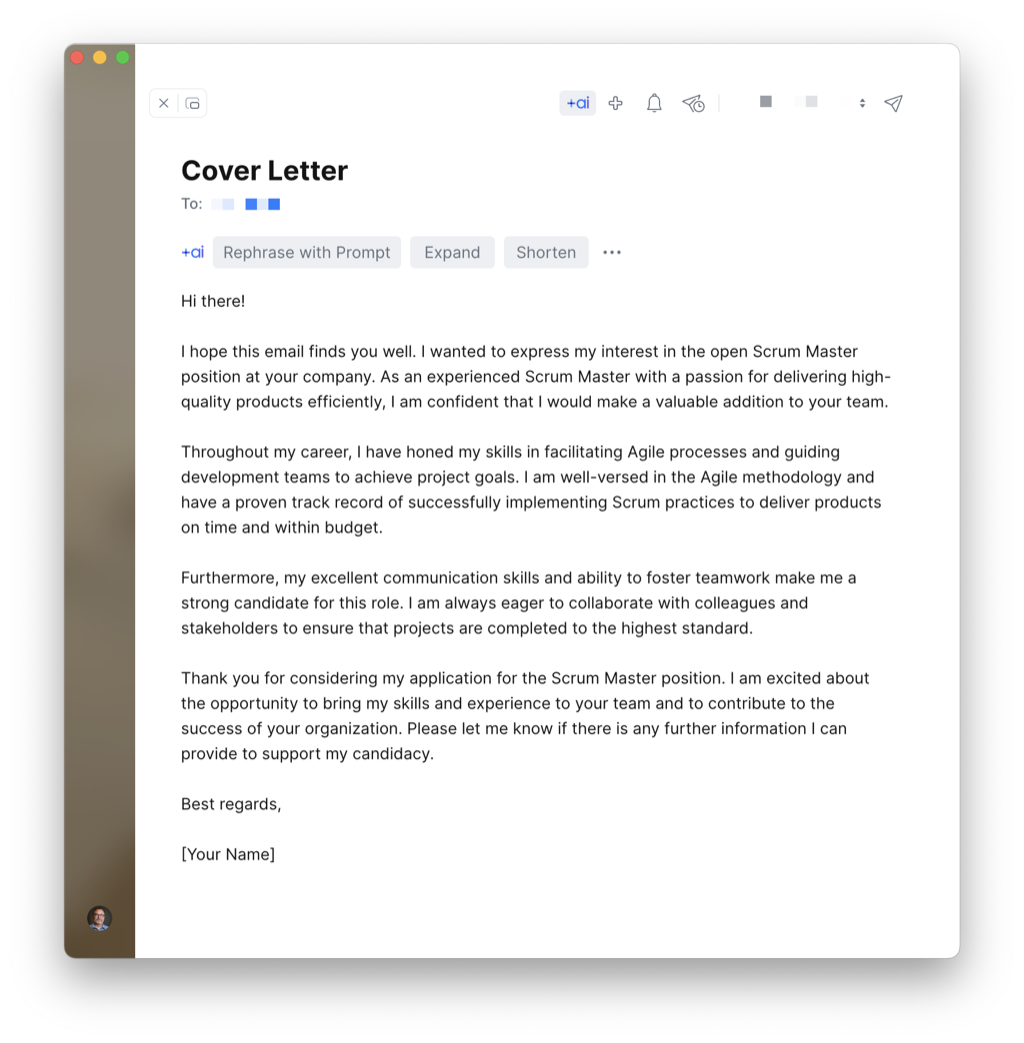 +ai
Cover Letter
To:
+ai Rephrase with Prompt Expand Shorten
Hi there!
I hope this email finds you well. I wanted to express my interest in the open Scrum Master
position at your company. As an experienced Scrum Master with a passion for delivering high-
quality products efficiently, I am confident that I would make a valuable addition to your team.
Throughout my career, I have honed my skills in facilitating Agile processes and guiding
development teams to achieve project goals. I am well-versed in the Agile methodology and
have a proven track record of successfully implementing Scrum practices to deliver products
on time and within budget.
Furthermore, my excellent communication skills and ability to foster teamwork make me a
strong candidate for this role. I am always eager to collaborate with colleagues and
stakeholders to ensure that projects are completed to the highest standard.
Thank you for considering my application for the Scrum Master position. I am excited about
the opportunity to bring my skills and experience to your team and to contribute to the
success of your organization. Please let me know if there is any further information I can
provide to support my candidacy.
Best regards,
[Your Name]